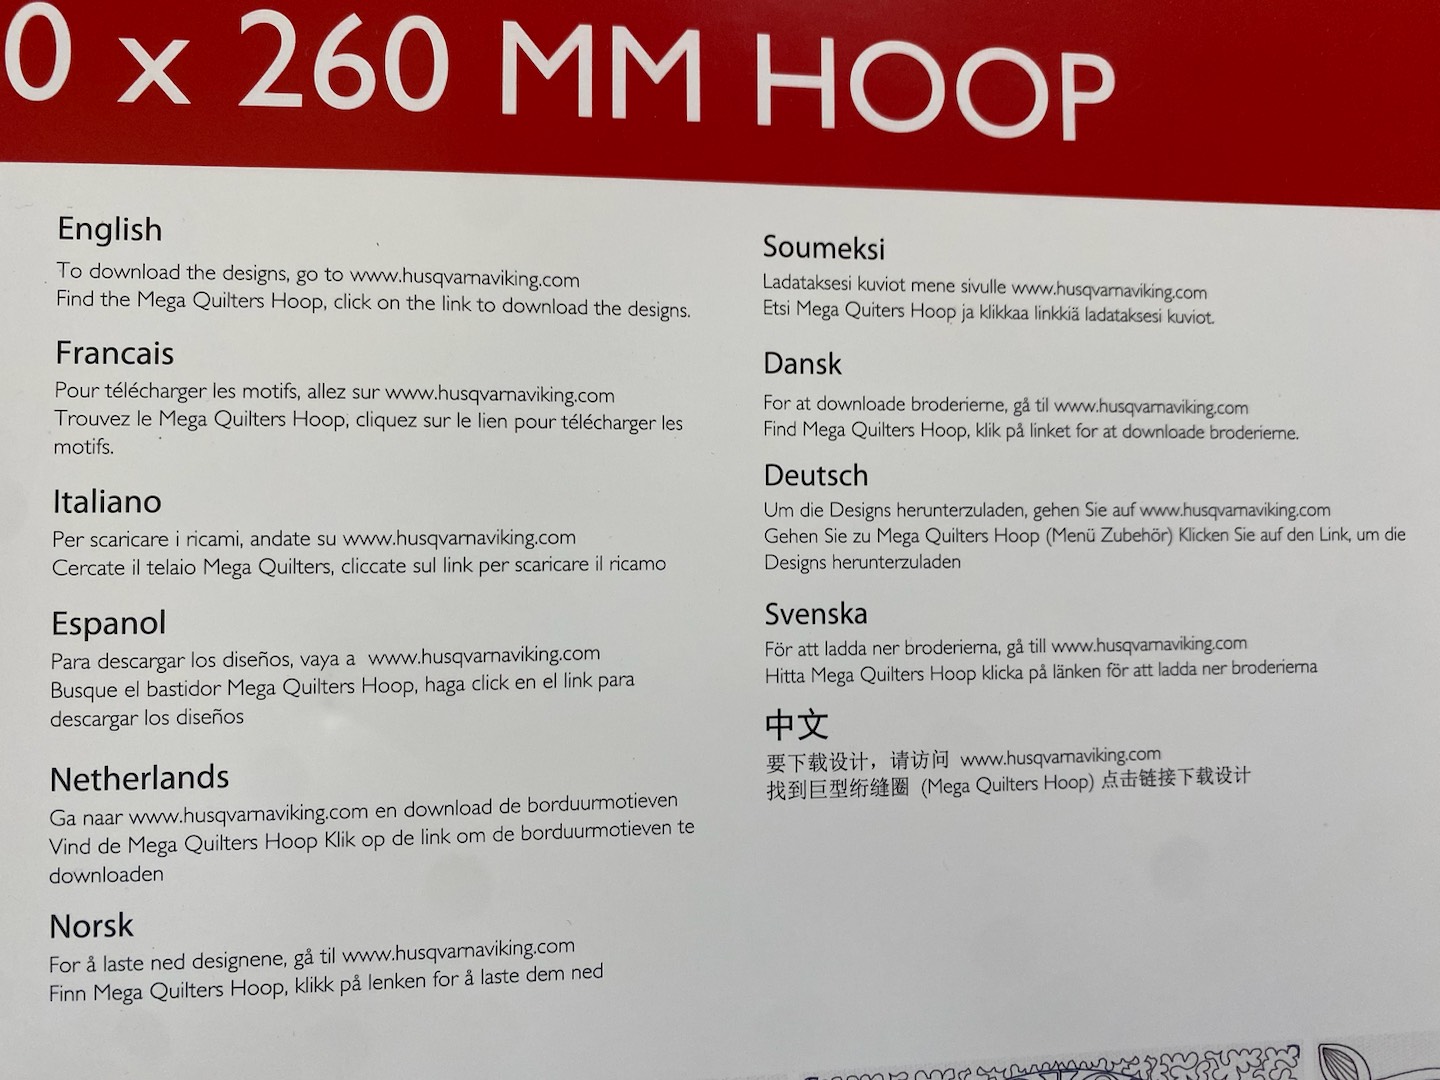 0 x 260 MM HOOP
English
To download the designs, go to www.husqvarnaviking.com
Find the Mega Quilters Hoop, click on the link to download the designs.
Francais
Pour télécharger les motifs, allez sur www.husqvarnaviking.com
Trouvez le Mega Quilters Hoop, cliquez sur le lien pour télécharger les
motifs.
Italiano
Per scaricare i ricami, andate su www.husqvarnaviking.com
Cercate il telaio Mega Quilters, cliccate sul link per scaricare il ricamo
Espanol
Para descargar los diseños, vaya a www.husqvarnaviking.com
Busque el bastidor Mega Quilters Hoop, haga click en el link para
descargar los diseños
Netherlands
Ga naar www.husqvarnaviking.com en download de borduurmotieven
Vind de Mega Quilters Hoop Klik op de link om de borduurmotieven te
downloaden
Norsk
For å laste ned designene, gå til www.husqvarnaviking.com
Finn Mega Quilters Hoop, klikk på lenken for å laste dem ned
Soumeksi
Ladataksesi kuviot mene sivulle www.husqvarnaviking.com
Etsi Mega Quiters Hoop ja klikkaa linkkiä ladataksesi kuviot.
Dansk
For at downloade broderierne, gå til www.husqvarnaviking.com
Find Mega Quilters Hoop, klik på linket for at downloade broderierne.
Deutsch
Um die Designs herunterzuladen, gehen Sie auf www.husqvarnaviking.com
Gehen Sie zu Mega Quilters Hoop (Menü Zubehör) Klicken Sie auf den Link, um die
Designs herunterzuladen
Svenska
För att ladda ner broderierna, gå till www.husqvarnaviking.com
Hitta Mega Quilters Hoop klicka på länken för att ladda ner broderierna
中文
要下载设计，请访问 www.husqvarnaviking.com
找到巨型绗缝圈 (Mega Quilters Hoop) 点击链接下载设计